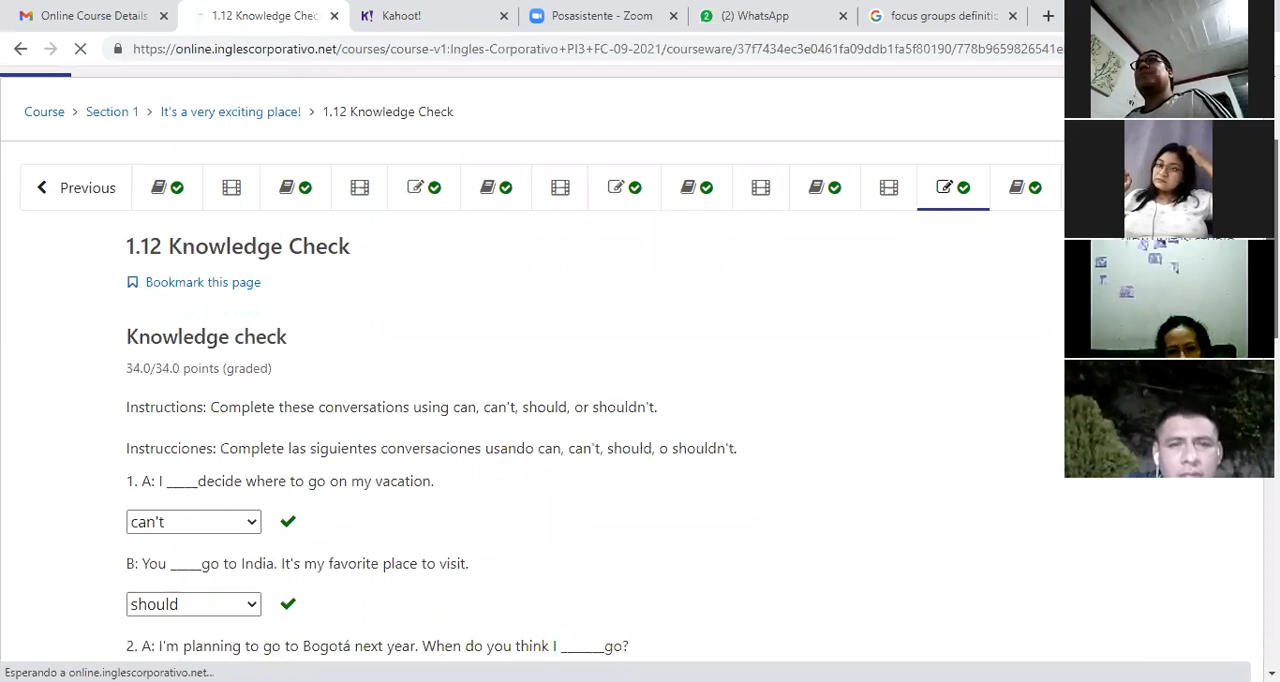 Online Course Details
1.12 Knowledge Chec
Kahoot!
Posasistente - Zoom
(2) WhatsApp
focus groups definitic
https://online.inglescorporativo.net/courses/course-v1:Ingles-Corporativo+PI3+FC-09-2021/courseware/37f7434ec3e0461fa09ddb1fa5f80190/778b9659826541e
Course > Section 1 > It's a very exciting place! > 1.12 Knowledge Check
Previous
1.12 Knowledge Check
Bookmark this page
Knowledge check
34.0/34.0 points (graded)
Instructions: Complete these conversations using can, can't, should, or shouldn't.
Instrucciones: Complete las siguientes conversaciones usando can, can't, should, o shouldn't.
1. A: I _____decide where to go on my vacation.
can't
B: You _____go to India. It's my favorite place to visit.
should
2. A: I'm planning to go to Bogotá next year. When do you think I _______go?
Esperando a online.inglescorporativo.net...